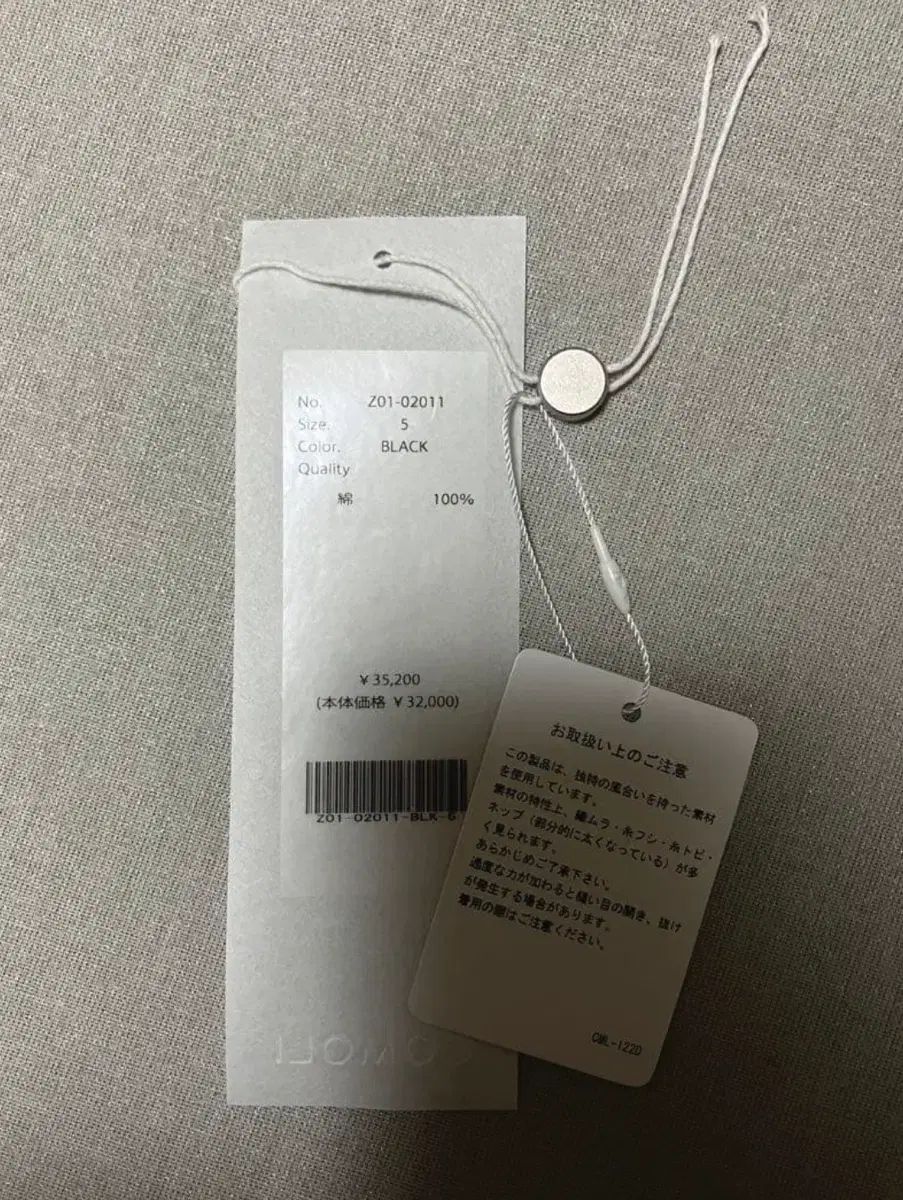 No. Z01-02011
Size. 5
Color. BLACK
Quality
綿 100%
¥35,200
(本体価格 ¥32,000)
Z01-02011-BLK-
お取扱い上のご注意
この製品は、独特の風合いを持った素材
を使用しています。
素材の特性上、編ムラ・糸フシ・糸トビ・
ネップ（部分的に太くなっている）が多
く見られます。
あらかじめご了承下さい。
過度な力が加わると縫い目の開き、抜け
が発生する場合があります。
着用の際はご注意ください。
CML-122D